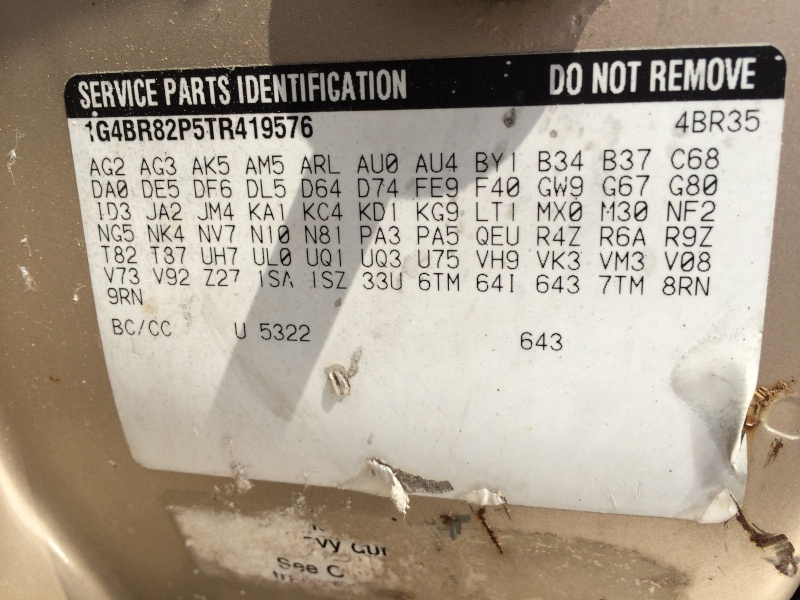 SERVICE PARTS IDENTIFICATION DO NOT REMOVE
1G4BR82P5TR419576 4BR35
AG2 AG3 AK5 AM5 ARL AU0 AU4 BY1 B34 B37 C68
DA0 DE5 DF6 DL5 D64 D74 FE9 F40 GW9 G67 G80
ID3 JA2 JM4 KA1 KC4 KD1 KG9 LT1 MX0 M30 NF2
NG5 NK4 NV7 N10 N81 PA3 PA5 QEU R4Z R6A R9Z
T82 T37 UH7 UL0 UQ1 UQ3 U75 VH9 VK3 VM3 V08
V73 V92 Z27 1SA 1SZ 33U 6TM 64I 643 7TM 8RN
9RN
BC/CC U 5322 643
See C